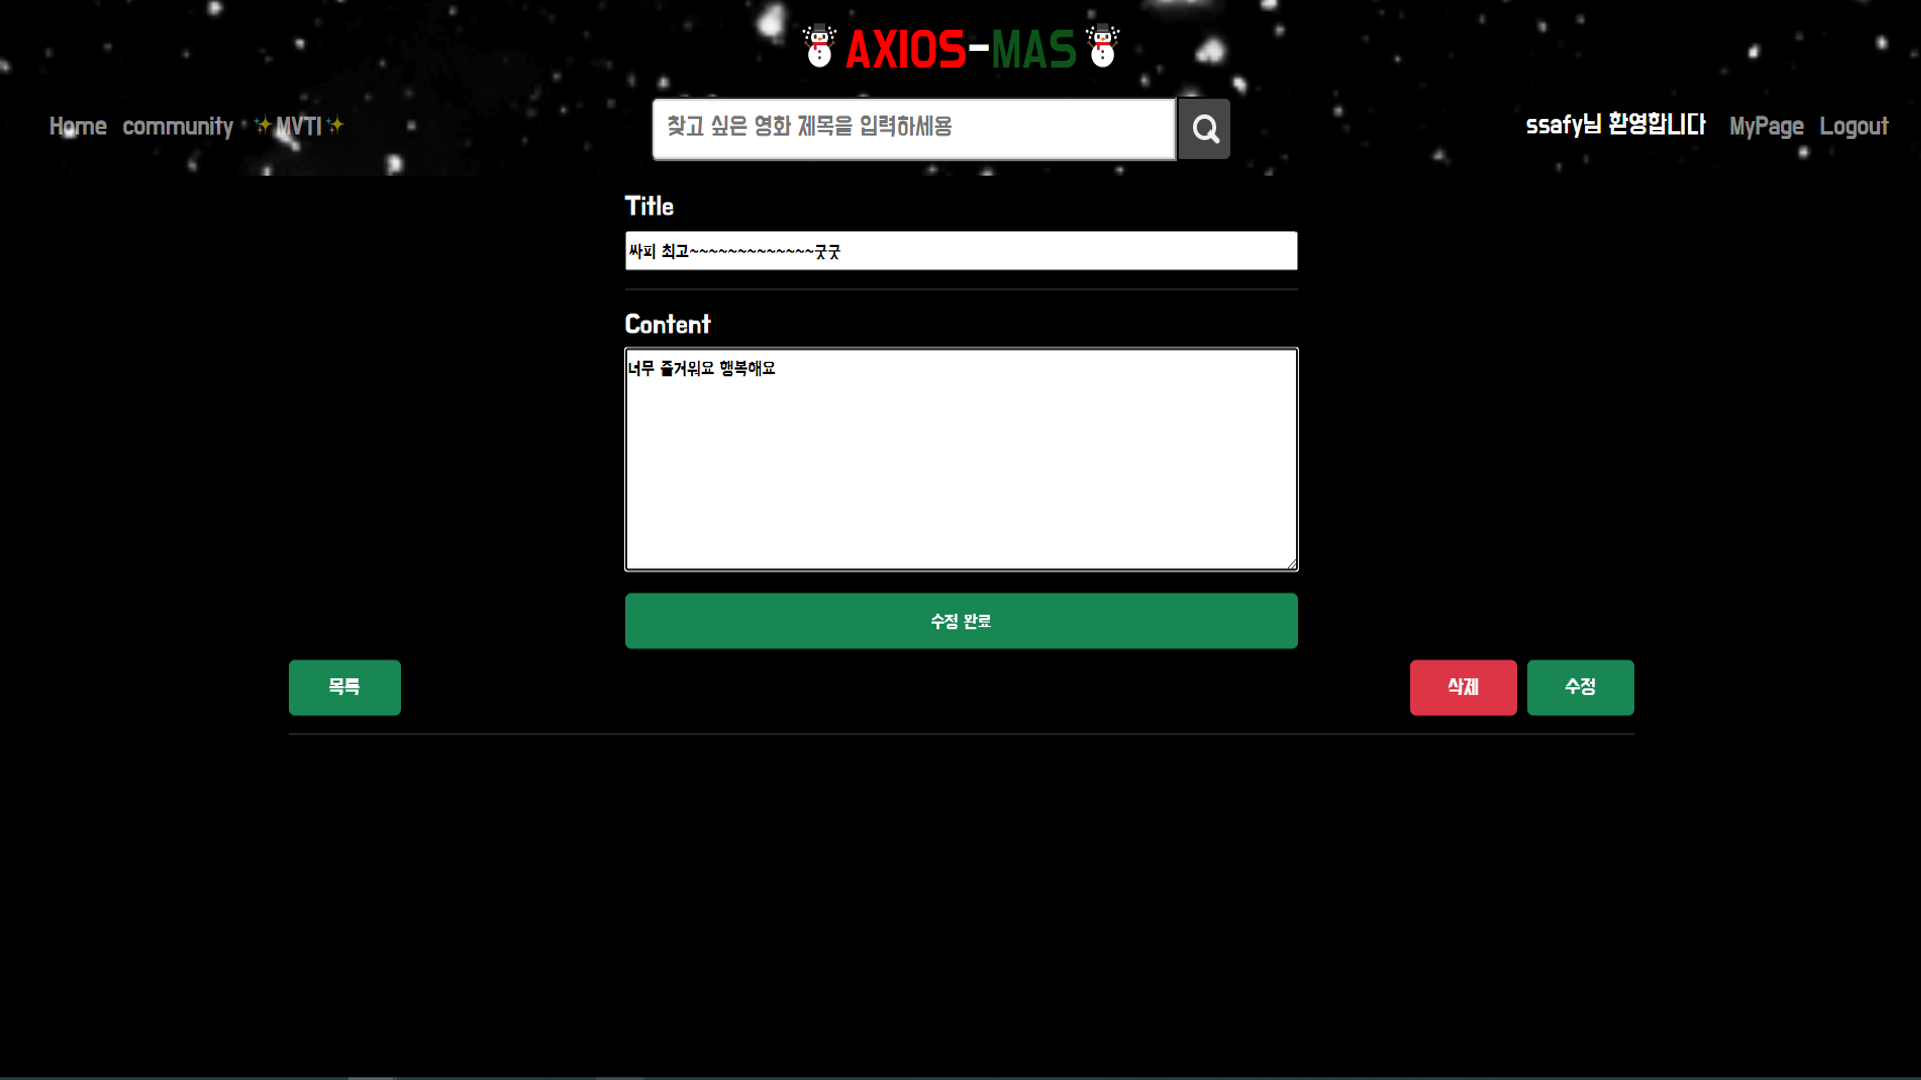 AXIOS-MAS
Home community ✨MVTI✨
찾고 싶은 영화 제목을 입력하세용
ssafy님 환영합니다 MyPage Logout
Title
싸피 최고~~~~~~~~~~~~~굿굿
Content
너무 즐거워요 행복해요
수정 완료
목록
삭제 수정